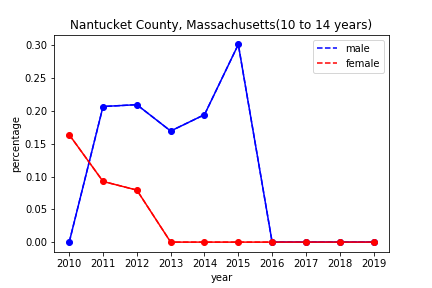 Nantucket County, Massachusetts(10 to 14 years)
0.30
0.25
0.20
0.15
0.10
0.05
0.00
percentage
male
female
2010 2011 2012 2013 2014 2015 2016 2017 2018 2019
year